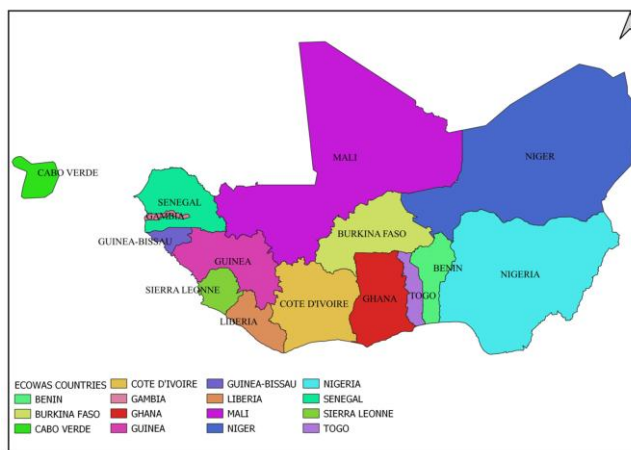 MALI
NIGER
CABO VERDE
SENEGAL
GAMBIA
BURKINA FASO
GUINEA-BISSAU
GUINEA
BENIN
NIGERIA
SIERRA LEONNE
COTE D'IVOIRE
GHANA
TOGO
LIBERIA
ECOWAS COUNTRIES
BENIN
BURKINA FASO
CABO VERDE
COTE D'IVOIRE
GAMBIA
GHANA
GUINEA
GUINEA-BISSAU
LIBERIA
MALI
NIGER
NIGERIA
SENEGAL
SIERRA LEONNE
TOGO